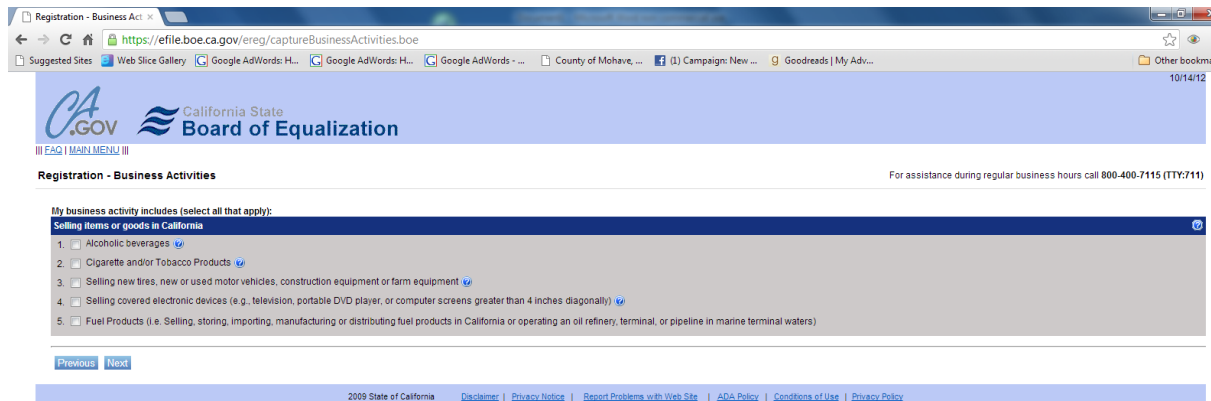 Registration - Business Act
https://efile.boe.ca.gov/ereg/captureBusinessActivities.boe
Suggested Sites Web Slice Gallery Google AdWords: H... Google AdWords: H... Google AdWords - ... County of Mohave, ... (1) Campaign: New ... Goodreads | My Adv... Other bookma
10/14/12
CA.GOV California State
Board of Equalization
||| FAQ | MAIN MENU |||
Registration - Business Activities For assistance during regular business hours call 800-400-7115 (TTY:711)
My business activity includes (select all that apply):
Selling items or goods in California
1. Alcoholic beverages
2. Cigarette and/or Tobacco Products
3. Selling new tires, new or used motor vehicles, construction equipment or farm equipment
4. Selling covered electronic devices (e.g., television, portable DVD player, or computer screens greater than 4 inches diagonally)
5. Fuel Products (i.e. Selling, storing, importing, manufacturing or distributing fuel products in California or operating an oil refinery, terminal, or pipeline in marine terminal waters)
Previous Next
2009 State of California Disclaimer | Privacy Notice | Report Problems with Web Site | ADA Policy | Conditions of Use | Privacy Policy